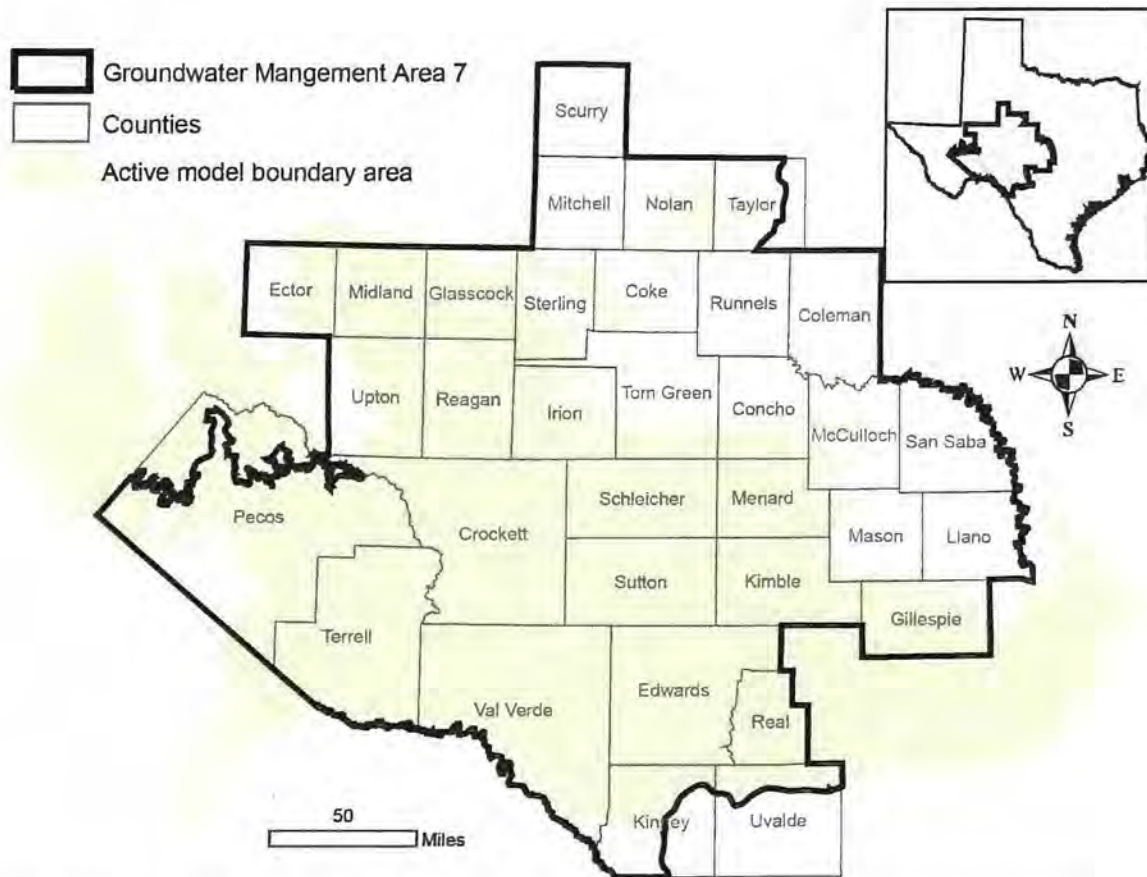 Groundwater Mangement Area 7
Counties
Active model boundary area
Scurry
Mitchell
Nolan
Taylor
Ector
Midland
Glasscock
Sterling
Coke
Runnels
Coleman
N
W
E
S
Upton
Reagan
Irion
Tom Green
Concho
McCulloch
San Saba
Pecos
Crockett
Schleicher
Menard
Mason
Llano
Sutton
Kimble
Gillespie
Terrell
Val Verde
Edwards
Real
50
Miles
Kinney
Uvalde